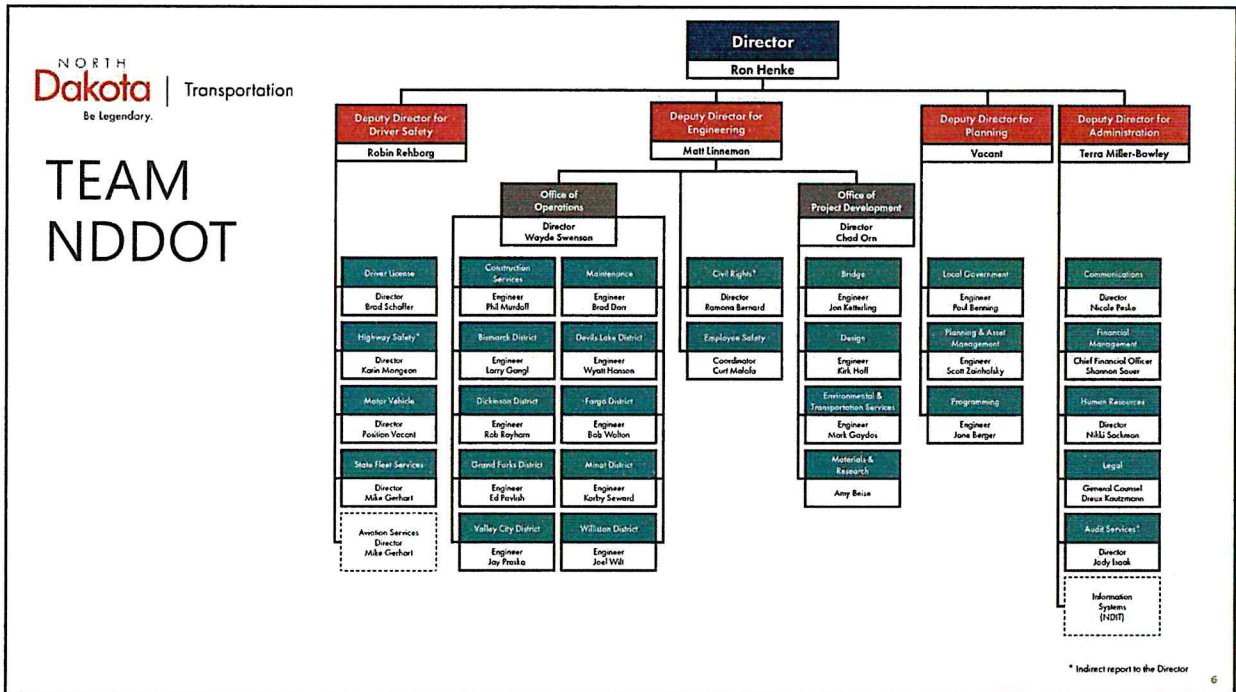 NORTH
Dakota | Transportation
Be Legendary.
TEAM
NDDOT
Director
Ron Henke
Deputy Director for
Driver Safety
Robin Rehborg
Deputy Director for
Engineering
Matt Linneman
Deputy Director for
Planning
Vacant
Deputy Director for
Administration
Terra Miller-Bowley
Office of
Operations
Director
Wayde Swenson
Office of
Project Development
Director
Chad Orn
Driver License
Director
Brad Schaffer
Highway Safety*
Director
Karin Mongeon
Motor Vehicle
Director
Position Vacant
State Fleet Services
Director
Mike Gerhart
Aviation Services
Director
Mike Gerhart
Construction
Services
Engineer
Phil Murdoff
Bismarck District
Engineer
Larry Gangl
Dickinson District
Engineer
Rob Rayhorn
Grand Forks District
Engineer
Ed Pavlish
Valley City District
Engineer
Jay Praska
Maintenance
Engineer
Brad Darr
Devils Lake District
Engineer
Wyatt Hanson
Fargo District
Engineer
Bob Walton
Minot District
Engineer
Korby Seward
Williston District
Engineer
Joel Wilt
Civil Rights*
Director
Ramona Bernard
Employee Safety
Coordinator
Curt Malafa
Bridge
Engineer
Jon Ketterling
Design
Engineer
Kirk Hoff
Environmental &
Transportation Services
Engineer
Mark Gaydos
Materials &
Research
Amy Beise
Local Government
Engineer
Paul Benning
Planning & Asset
Management
Engineer
Scott Zainhofsky
Programming
Engineer
Jane Berger
Communications
Director
Nicole Peske
Financial
Management
Chief Financial Officer
Shannon Sauer
Human Resources
Director
Nikki Sackman
Legal
General Counsel
Dreux Kautzmann
Audit Services*
Director
Jody Isaak
Information
Systems
(NDIT)
* Indirect report to the Director
6